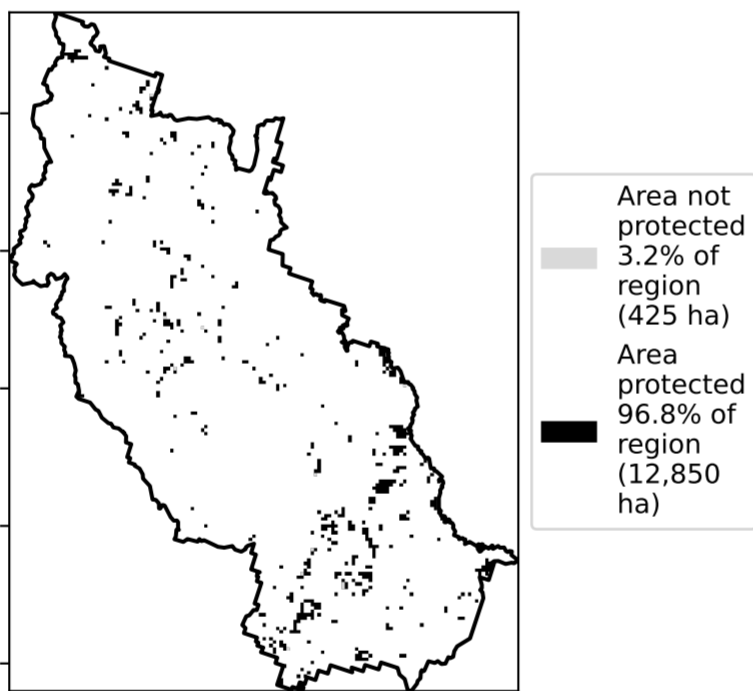 Area not
protected
3.2% of
region
(425 ha)
Area
protected
96.8% of
region
(12,850
ha)